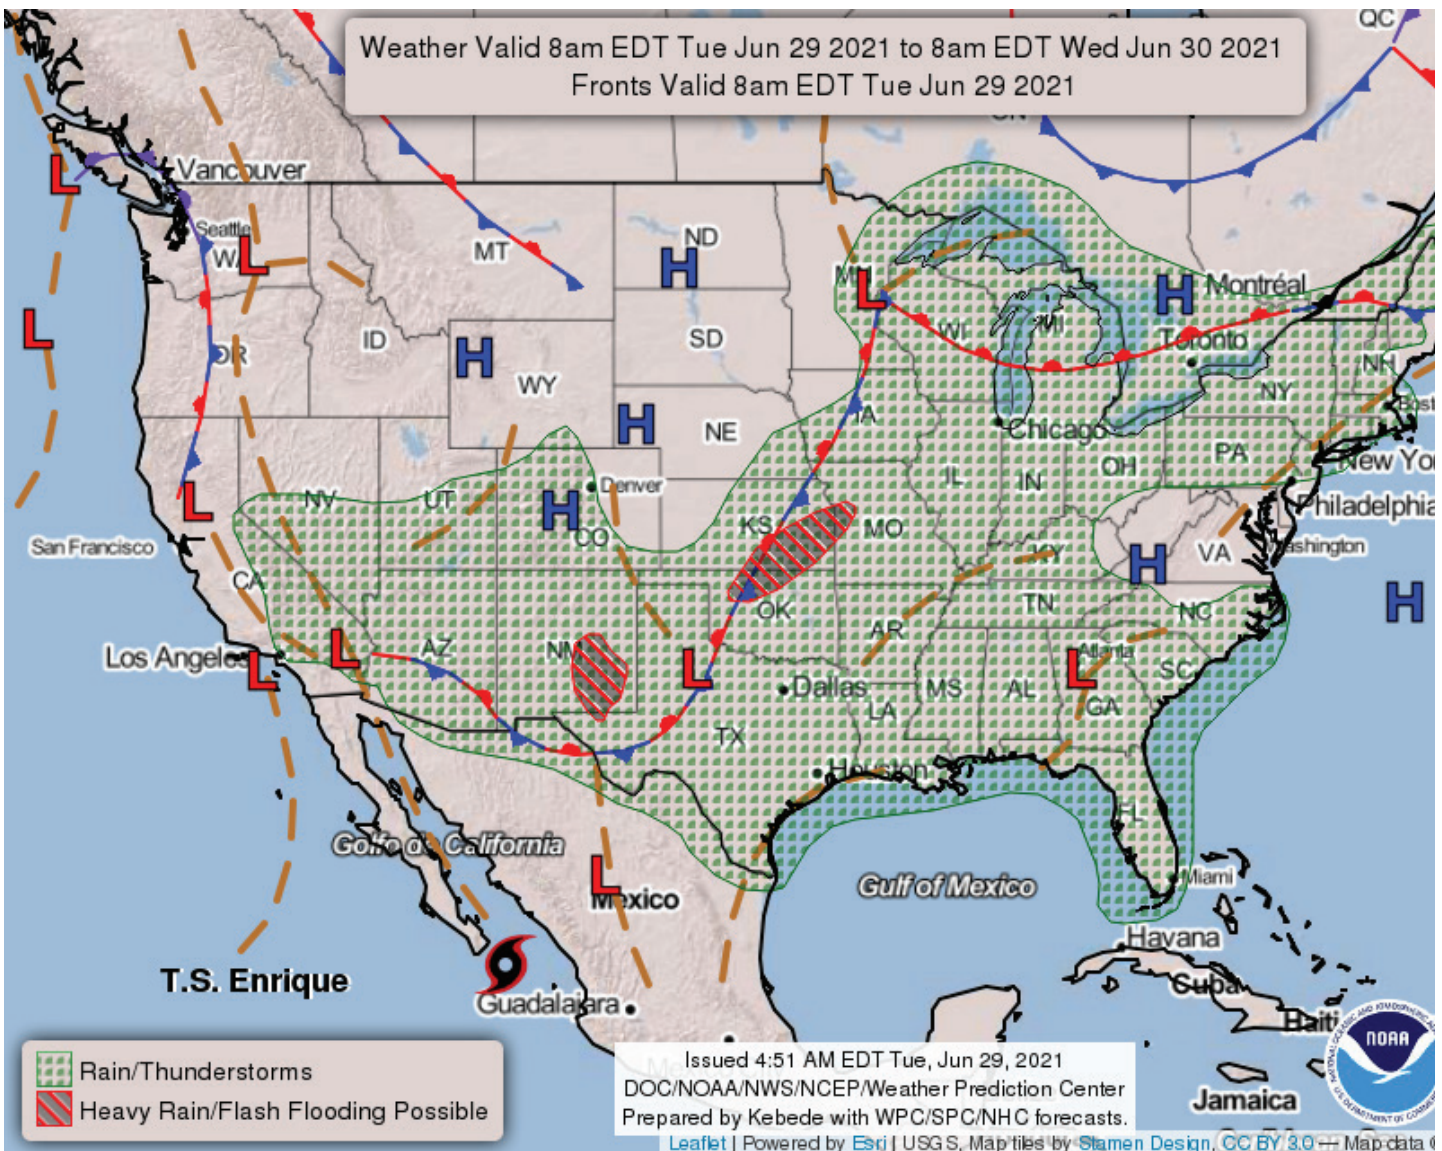 QC
Weather Valid 8am EDT Tue Jun 29 2021 to 8am EDT Wed Jun 30 2021
Fronts Valid 8am EDT Tue Jun 29 2021
L
Vancouver
Seattle
L
MT
ND
H
L
H
Montréal
L
ID
H
WY
SD
WI
MI
Toronto
OR
NH
NY
H
NE
IA
Chicago
PA
New Yor
OH
IL
IN
NV
UT
H
Denver
CO
KS
MO
Philadelphia
L
San Francisco
CA
H
VA
Washington
KY
OK
TN
NC
H
AR
AZ
NM
Atlanta
SC
Los Angeles
L
L
L
L
Dallas
MS
AL
GA
LA
TX
Houston
FL
Golfo de California
L
Mexico
Gulf of Mexico
Miami
Havana
T.S. Enrique
Cuba
Guadalajara
Haiti
NOAA
Jamaica
Rain/Thunderstorms
Heavy Rain/Flash Flooding Possible
Issued 4:51 AM EDT Tue, Jun 29, 2021
DOC/NOAA/NWS/NCEP/Weather Prediction Center
Prepared by Kebede with WPC/SPC/NHC forecasts.
Leaflet | Powered by Esri | USGS, Map tiles by Stamen Design, CC BY 3.0 — Map data ©